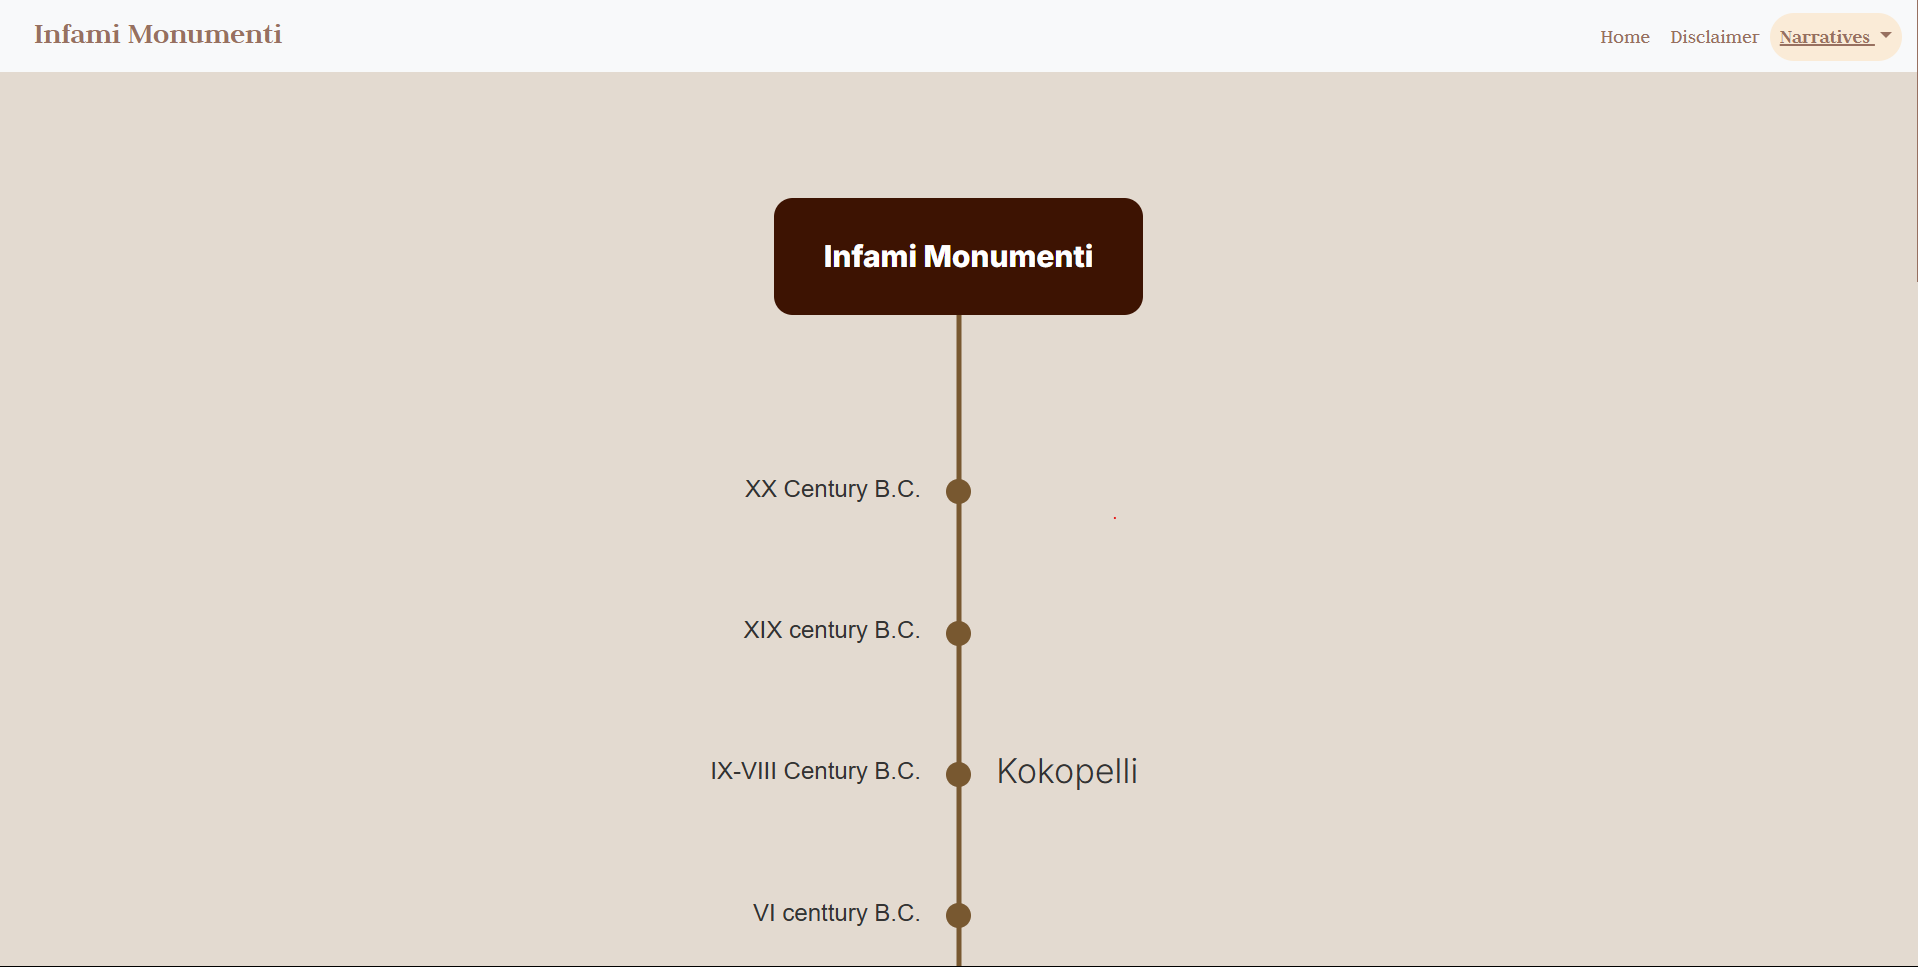 Infami Monumenti
Home Disclaimer Narratives
Infami Monumenti
XX Century B.C.
XIX century B.C.
IX-VIII Century B.C. Kokopelli
VI centtury B.C.